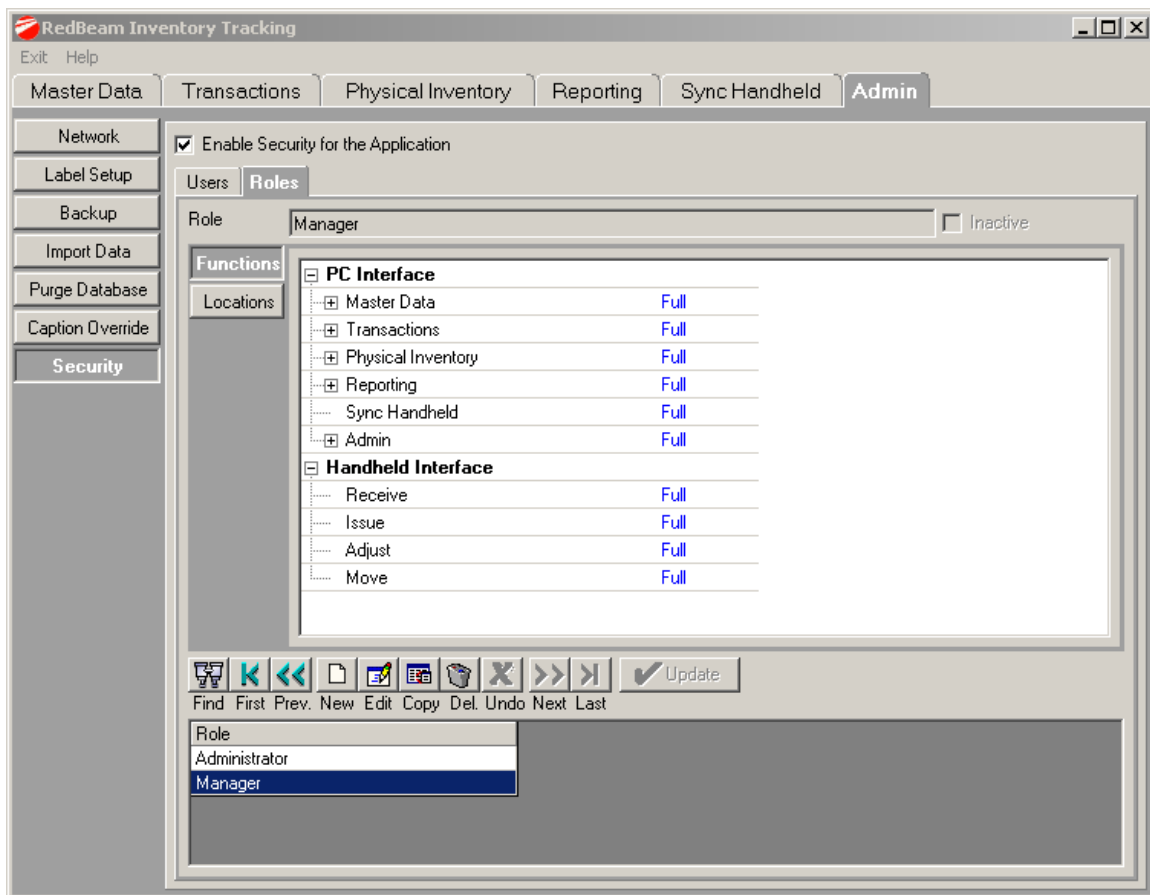 RedBeam Inventory Tracking
Exit Help
Master Data Transactions Physical Inventory Reporting Sync Handheld Admin
Network
Label Setup
Backup
Import Data
Purge Database
Caption Override
Security
Enable Security for the Application
Users Roles
Role Manager Inactive
Functions
Locations
PC Interface
Master Data Full
Transactions Full
Physical Inventory Full
Reporting Full
Sync Handheld Full
Admin Full
Handheld Interface
Receive Full
Issue Full
Adjust Full
Move Full
Update
Find First Prev. New Edit Copy Del. Undo Next Last
Role
Administrator
Manager